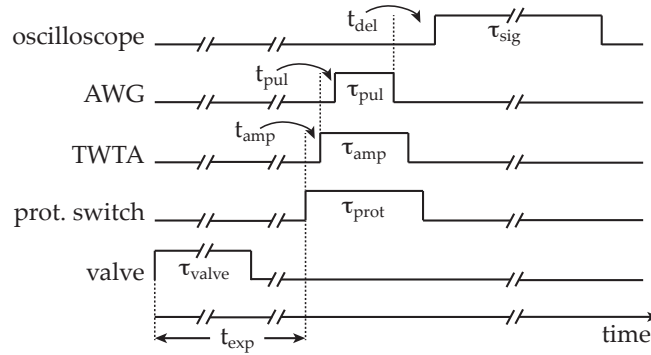 oscilloscope t_del τ_sig
AWG t_pul τ_pul
TWTA t_amp τ_amp
prot. switch τ_prot
valve τ_valve
t_exp time